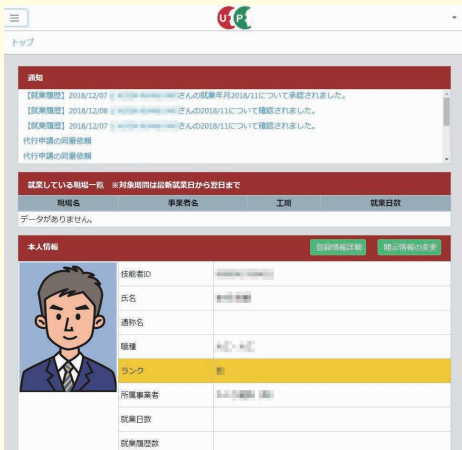 トップ
通知
【就業履歴】2018/12/07 さんの就業年月2018/11について承認されました。
【就業履歴】2018/12/08 さんの2018/11について確認されました。
【就業履歴】2018/12/07 さんの2018/11について確認されました。
代行申請の同意依頼
代行申請の同意依頼
就業している現場一覧 ※対象期間は最新就業日から翌日まで
現場名 事業者名 工期 就業日数
データがありません。
本人情報 登録情報詳細 開示情報の変更
技能者ID
氏名
通称名
職種
ランク
所属事業者
就業日数
就業履歴数